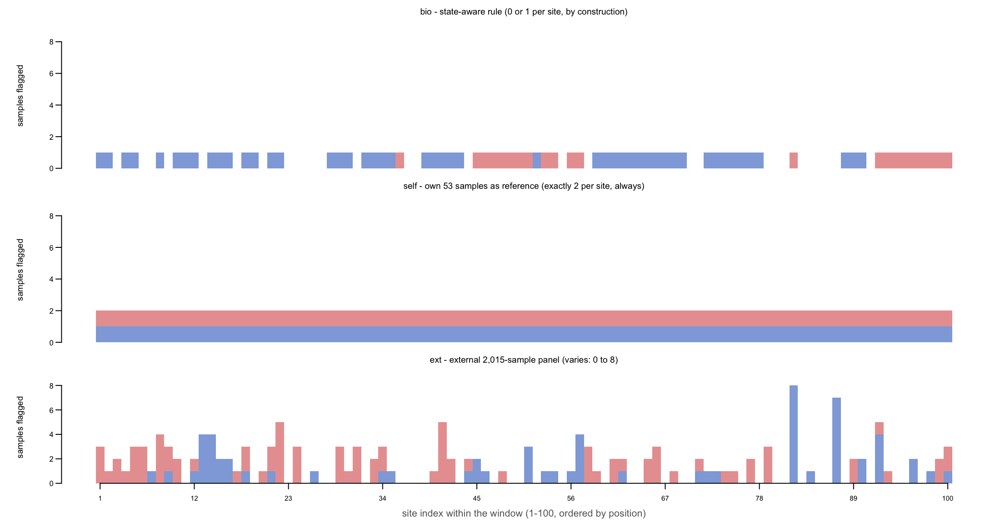 bio - state-aware rule (0 or 1 per site, by construction)
8
6
4
2
0
samples flagged
self - own 53 samples as reference (exactly 2 per site, always)
8
6
4
2
0
samples flagged
ext - external 2,015-sample panel (varies: 0 to 8)
8
6
4
2
0
samples flagged
1 12 23 34 45 56 67 78 89 100
site index within the window (1-100, ordered by position)